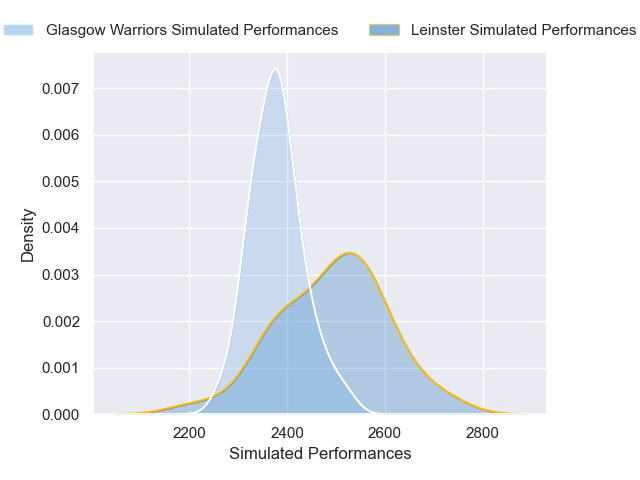 Glasgow Warriors Simulated Performances
Leinster Simulated Performances
0.007
0.006
0.005
0.004
0.003
0.002
0.001
0.000
Density
2200 2400 2600 2800
Simulated Performances